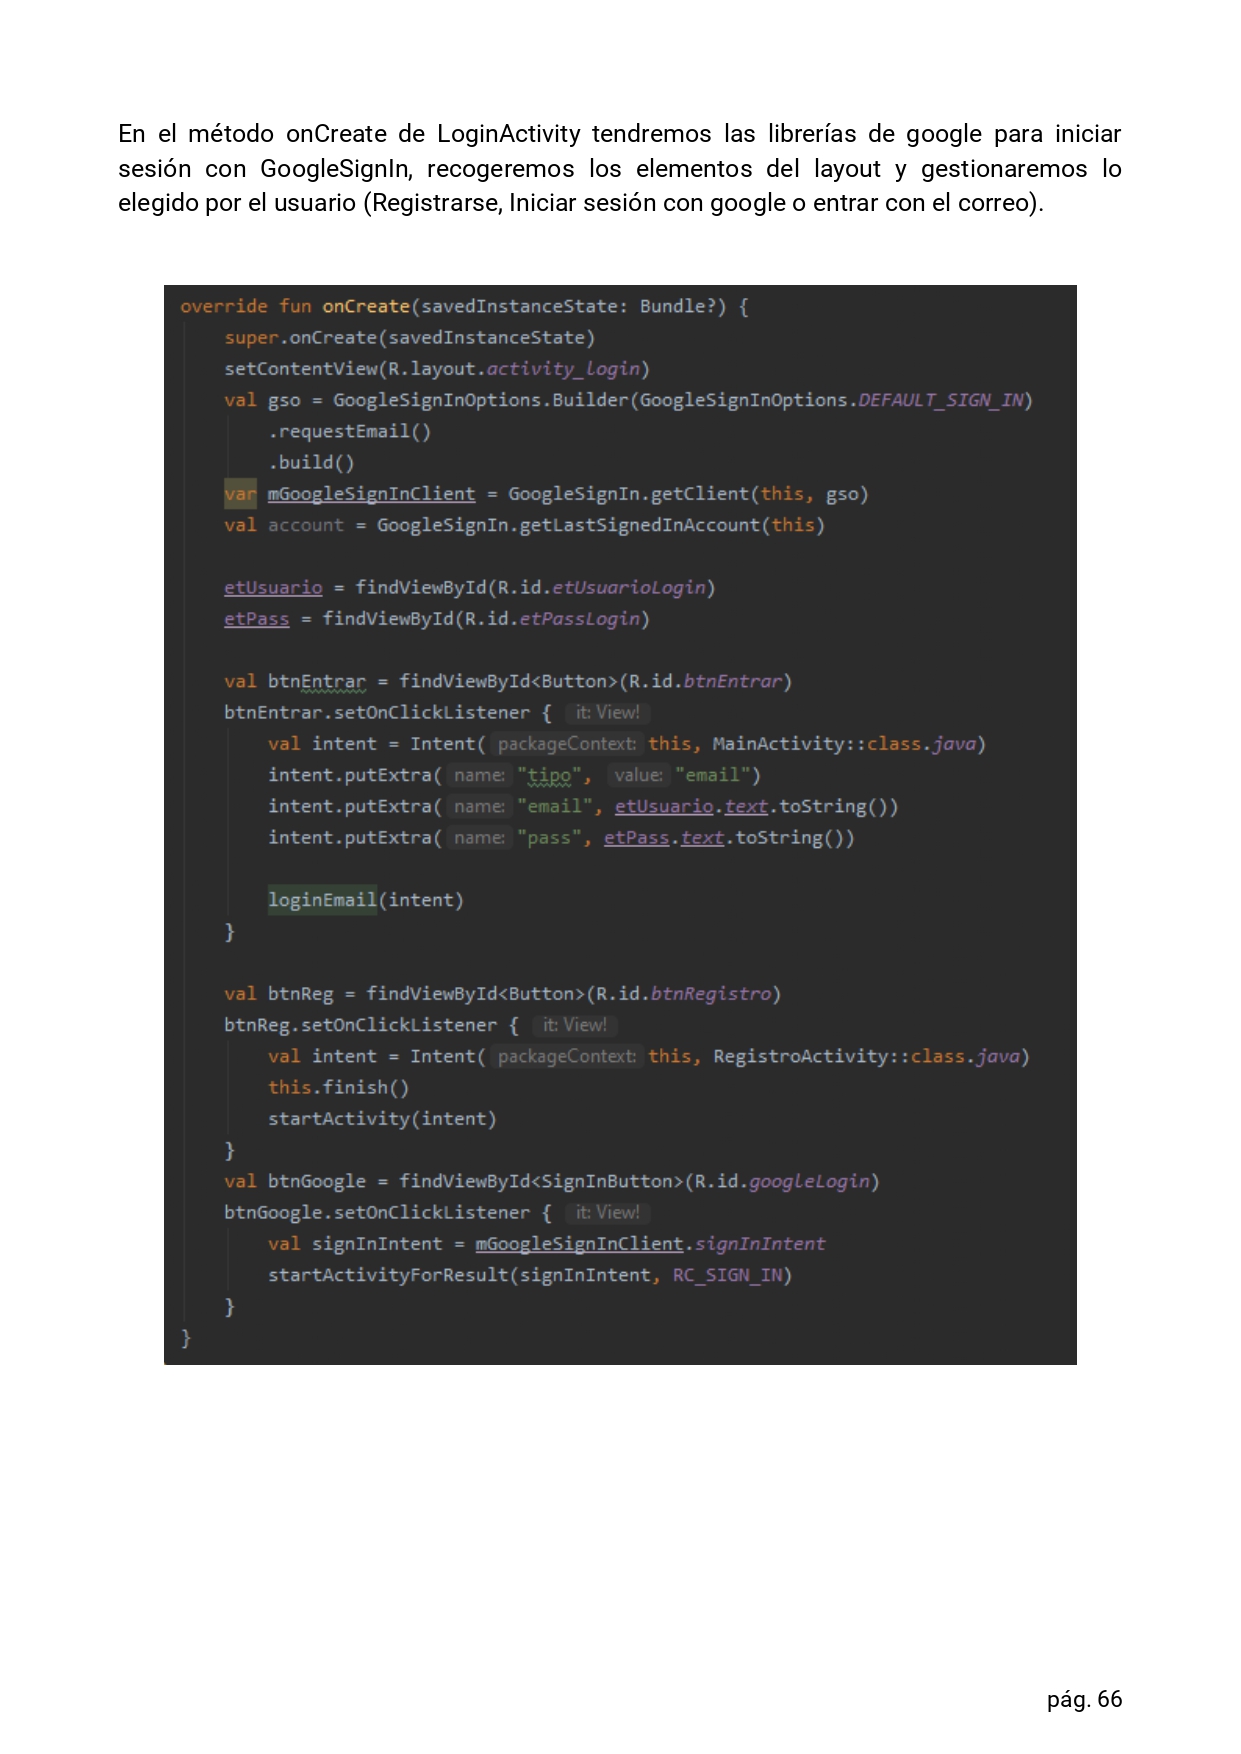 En el método onCreate de LoginActivity tendremos las librerías de google para iniciar
sesión con GoogleSignIn, recogeremos los elementos del layout y gestionaremos lo
elegido por el usuario (Registrarse, Iniciar sesión con google o entrar con el correo).
override fun onCreate(savedInstanceState: Bundle?) {
super.onCreate(savedInstanceState)
setContentView(R.layout.activity_login)
val gso = GoogleSignInOptions.Builder(GoogleSignInOptions.DEFAULT_SIGN_IN)
.requestEmail()
.build()
var mGoogleSignInClient = GoogleSignIn.getClient(this, gso)
val account = GoogleSignIn.getLastSignedInAccount(this)
etUsuario = findViewById(R.id.etUsuarioLogin)
etPass = findViewById(R.id.etPassLogin)
val btnEntrar = findViewById<Button>(R.id.btnEntrar)
btnEntrar.setOnClickListener { it: View!
val intent = Intent( packageContext: this, MainActivity::class.java)
intent.putExtra( name: "tipo", value: "email")
intent.putExtra( name: "email", etUsuario.text.toString())
intent.putExtra( name: "pass", etPass.text.toString())
loginEmail(intent)
}
val btnReg = findViewById<Button>(R.id.btnRegistro)
btnReg.setOnClickListener { it: View!
val intent = Intent( packageContext: this, RegistroActivity::class.java)
this.finish()
startActivity(intent)
}
val btnGoogle = findViewById<SignInButton>(R.id.googleLogin)
btnGoogle.setOnClickListener { it: View!
val signInIntent = mGoogleSignInClient.signInIntent
startActivityForResult(signInIntent, RC_SIGN_IN)
}
}
pág. 66